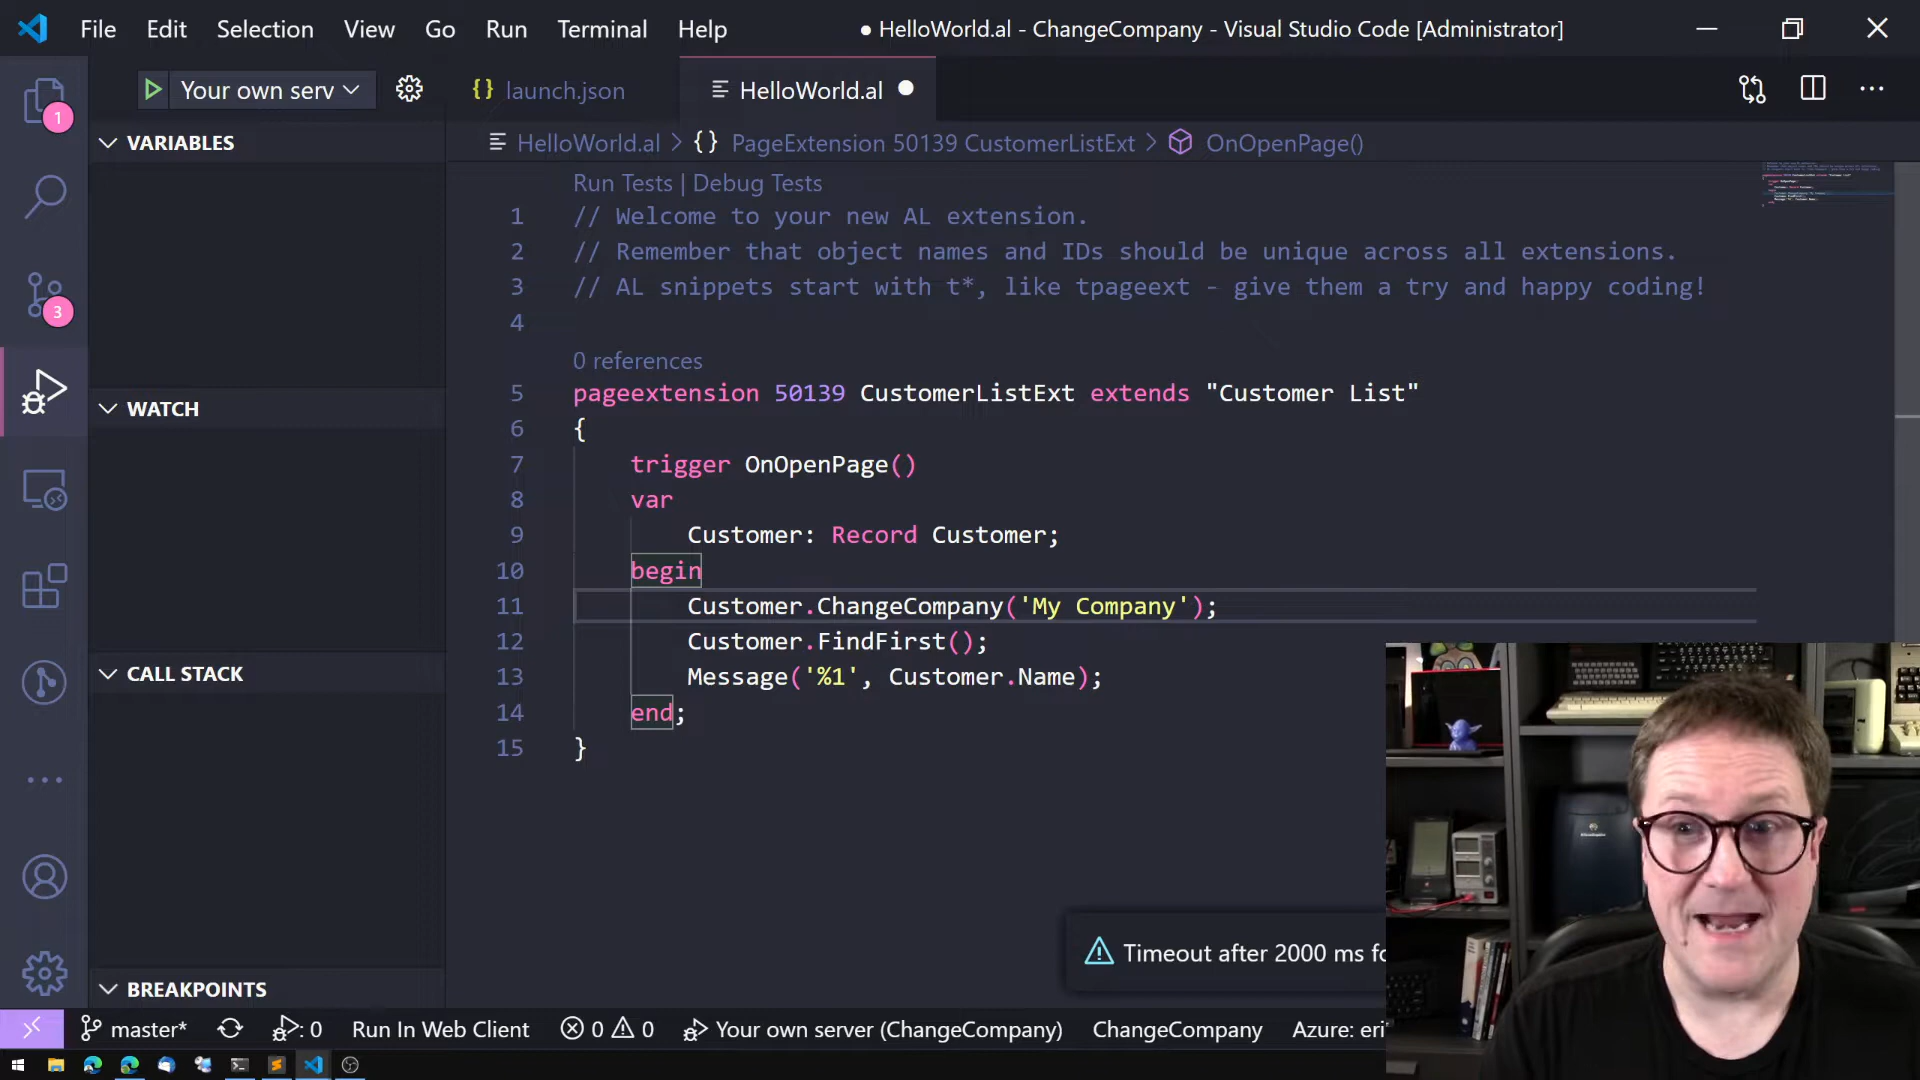 File Edit Selection View Go Run Terminal Help
● HelloWorld.al - ChangeCompany - Visual Studio Code [Administrator]
1
3
Your own serv
{} launch.json
HelloWorld.al ●
HelloWorld.al > {} PageExtension 50139 CustomerListExt > OnOpenPage()
VARIABLES
WATCH
CALL STACK
BREAKPOINTS
Run Tests | Debug Tests
1 // Welcome to your new AL extension.
2 // Remember that object names and IDs should be unique across all extensions.
3 // AL snippets start with t*, like tpageext - give them a try and happy coding!
4
0 references
5 pageextension 50139 CustomerListExt extends "Customer List"
6 {
7 trigger OnOpenPage()
8 var
9 Customer: Record Customer;
10 begin
11 Customer.ChangeCompany('My Company');
12 Customer.FindFirst();
13 Message('%1', Customer.Name);
14 end;
15 }
Timeout after 2000 ms fo
master* : 0 Run In Web Client 0 0 Your own server (ChangeCompany) ChangeCompany Azure: eri